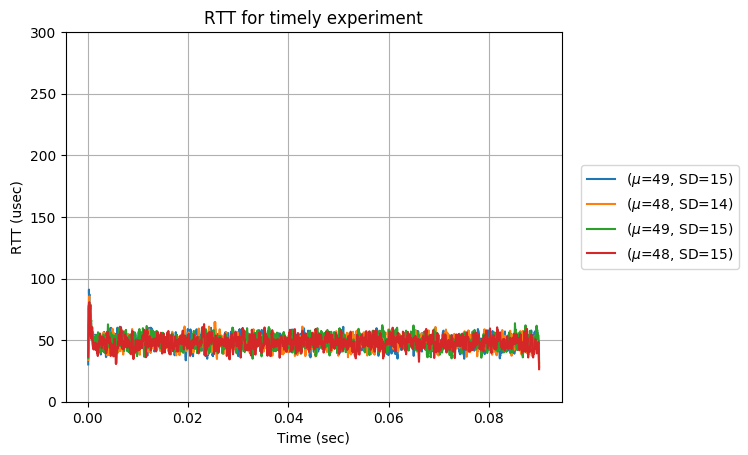 RTT for timely experiment
300
250
200
150
100
50
0
RTT (usec)
0.00 0.02 0.04 0.06 0.08
Time (sec)
(μ=49, SD=15)
(μ=48, SD=14)
(μ=49, SD=15)
(μ=48, SD=15)